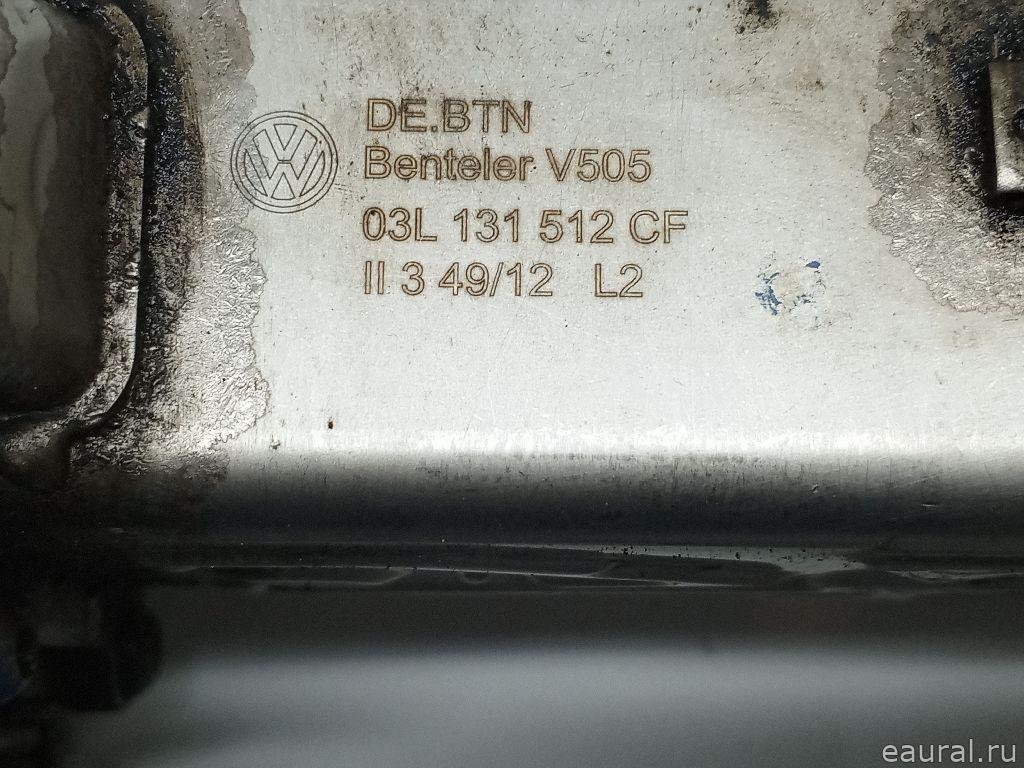 DE.BTN
Benteler V505
03L 131 512 CF
II 3 49/12 L2
eaural.ru